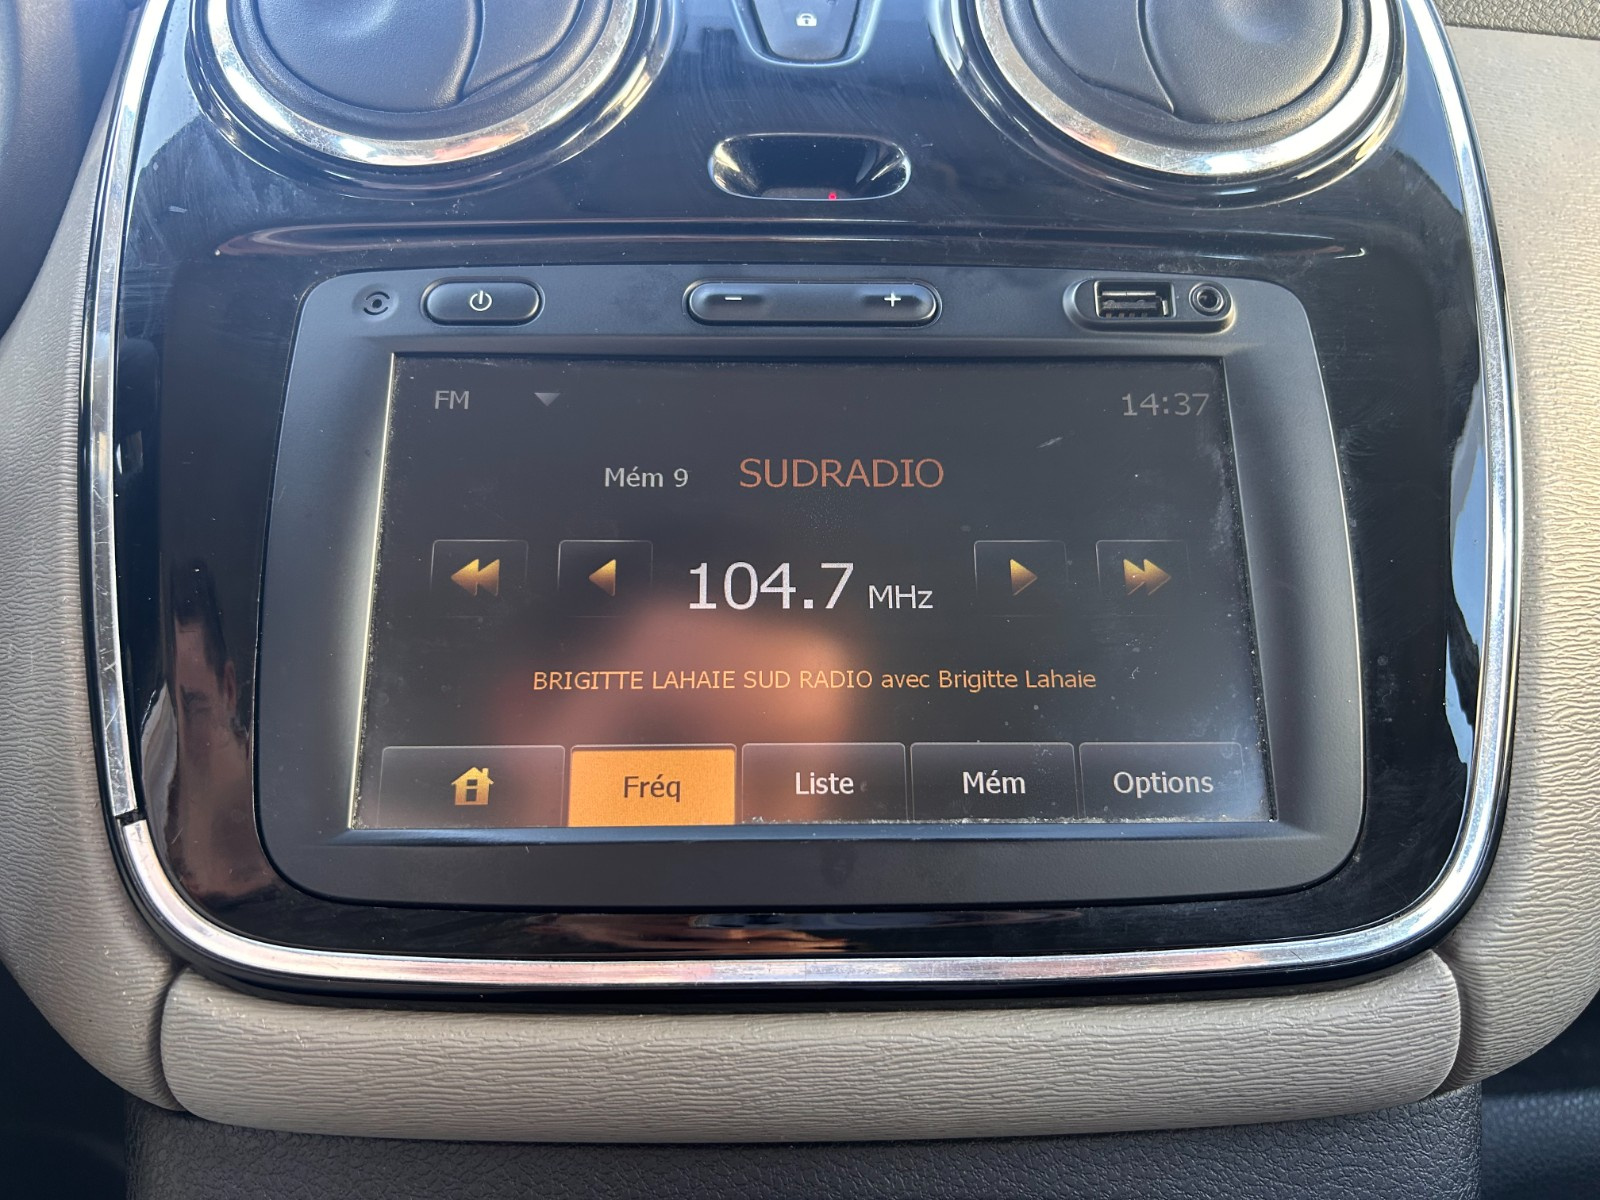 FM
14:37
Mém 9 SUDRADIO
104.7 MHz
BRIGITTE LAHAIE SUD RADIO avec Brigitte Lahaie
Fréq Liste Mém Options